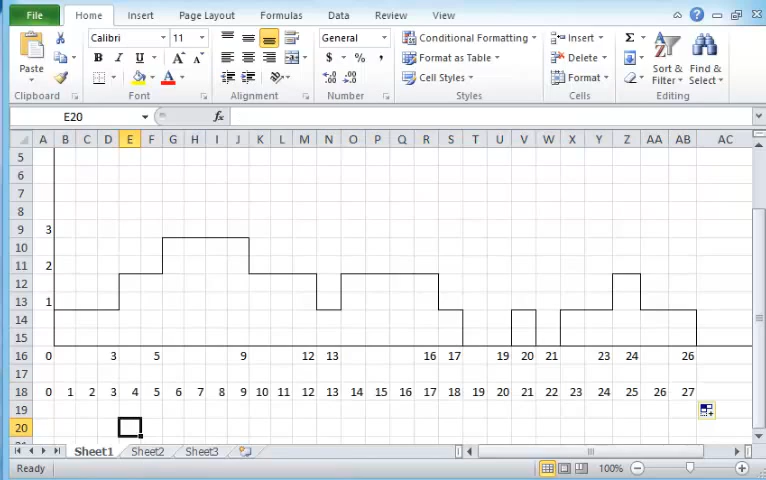 File Home Insert Page Layout Formulas Data Review View
Calibri 11 General Conditional Formatting Insert Σ
Paste B I U A A $ % , Format as Table Delete Sort & Find &
A Cell Styles Format Filter Select
Clipboard Font Alignment Number Styles Cells Editing
E20 fx
A B C D E F G H I J K L M N O P Q R S T U V W X Y Z AA AB AC
5
6
7
8
9 3
10
11 2
12
13 1
14
15
16 0 3 5 9 12 13 16 17 19 20 21 23 24 26
17
18 0 1 2 3 4 5 6 7 8 9 10 11 12 13 14 15 16 17 18 19 20 21 22 23 24 25 26 27
19
20
Sheet1 Sheet2 Sheet3
Ready 100%